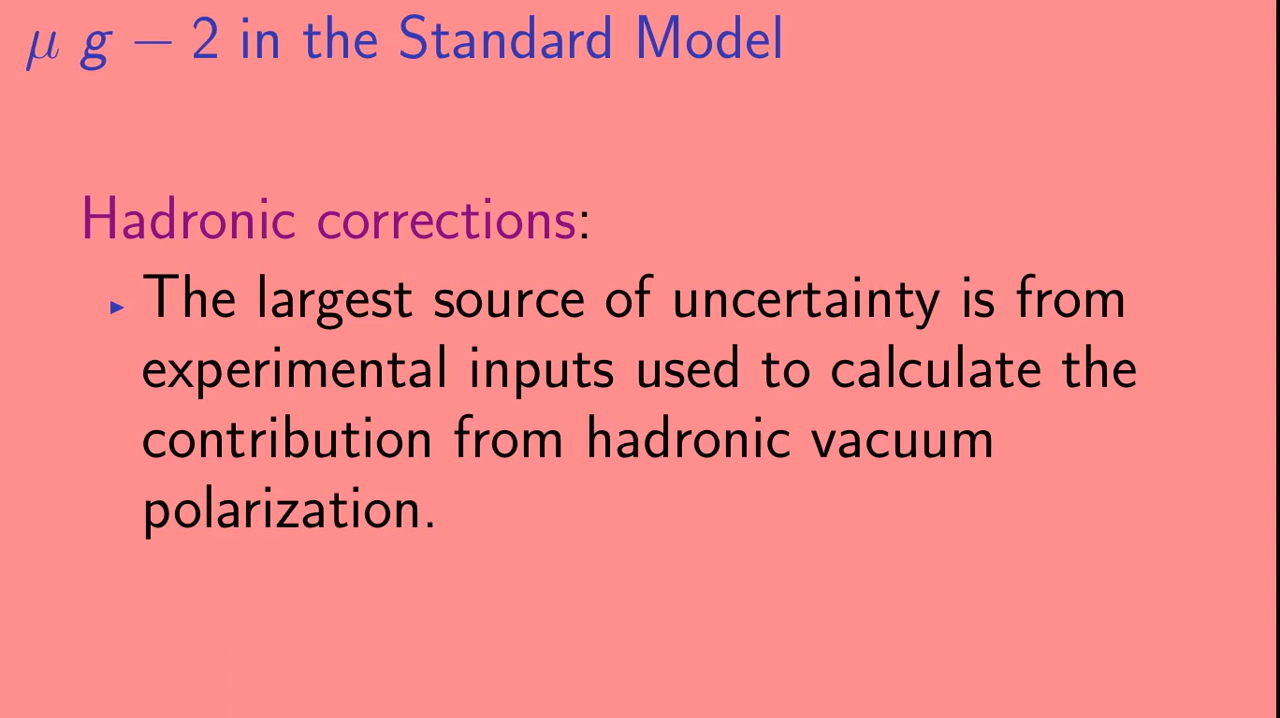 μ g − 2 in the Standard Model
Hadronic corrections:
▸ The largest source of uncertainty is from
experimental inputs used to calculate the
contribution from hadronic vacuum
polarization.